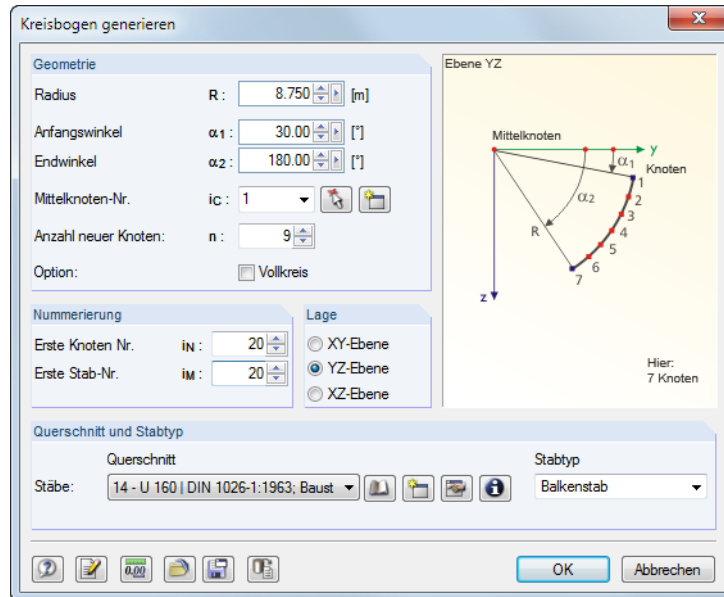 Kreisbogen generieren
Geometrie
Radius R : 8.750 [m]
Anfangswinkel α1 : 30.00 [°]
Endwinkel α2 : 180.00 [°]
Mittelknoten-Nr. iC : 1
Anzahl neuer Knoten: n : 9
Option: Vollkreis
Nummerierung
Erste Knoten Nr. iN : 20
Erste Stab-Nr. iM : 20
Lage
XY-Ebene
YZ-Ebene
XZ-Ebene
Ebene YZ
Mittelknoten
y
α1
Knoten
1
α2
2
3
R
4
5
6
7
z
Hier:
7 Knoten
Querschnitt und Stabtyp
Querschnitt
Stabtyp
Stäbe: 14 - U 160 | DIN 1026-1:1963; Baust
Balkenstab
0.00
OK
Abbrechen